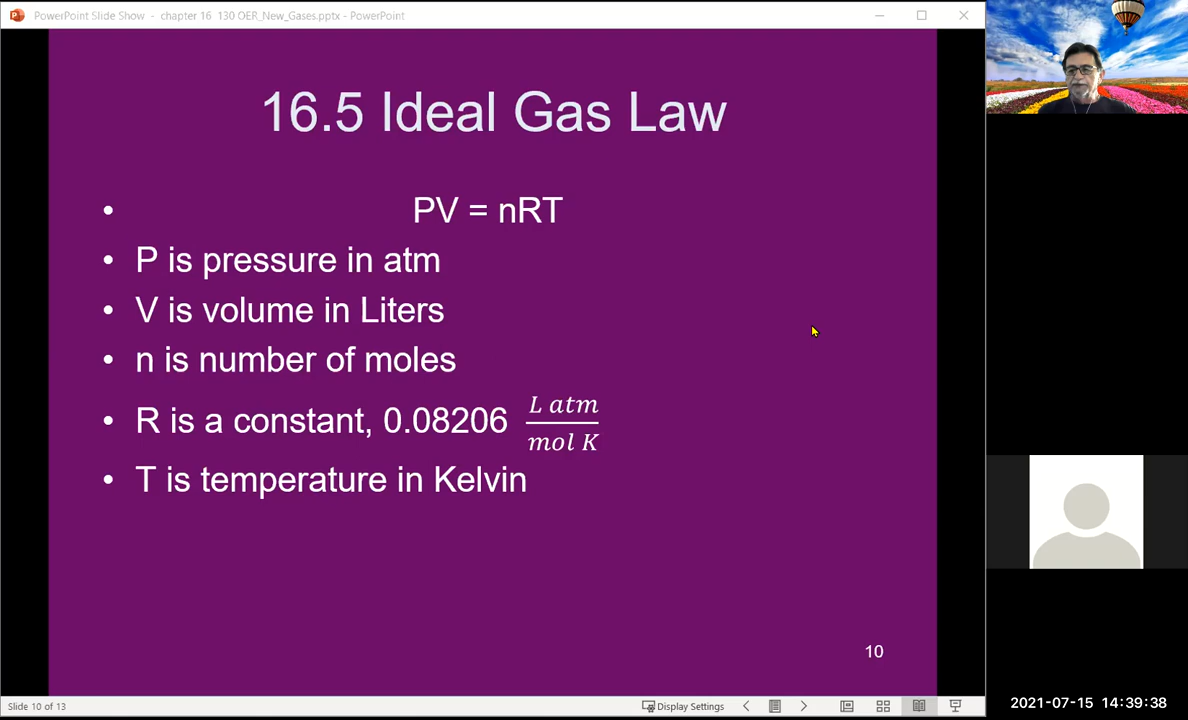 PowerPoint Slide Show - chapter 16 130 OER_New_Gases.pptx - PowerPoint
16.5 Ideal Gas Law
• PV = nRT
• P is pressure in atm
• V is volume in Liters
• n is number of moles
• R is a constant, 0.08206 L atm / mol K
• T is temperature in Kelvin
10
Slide 10 of 13
Display Settings
2021-07-15 14:39:38